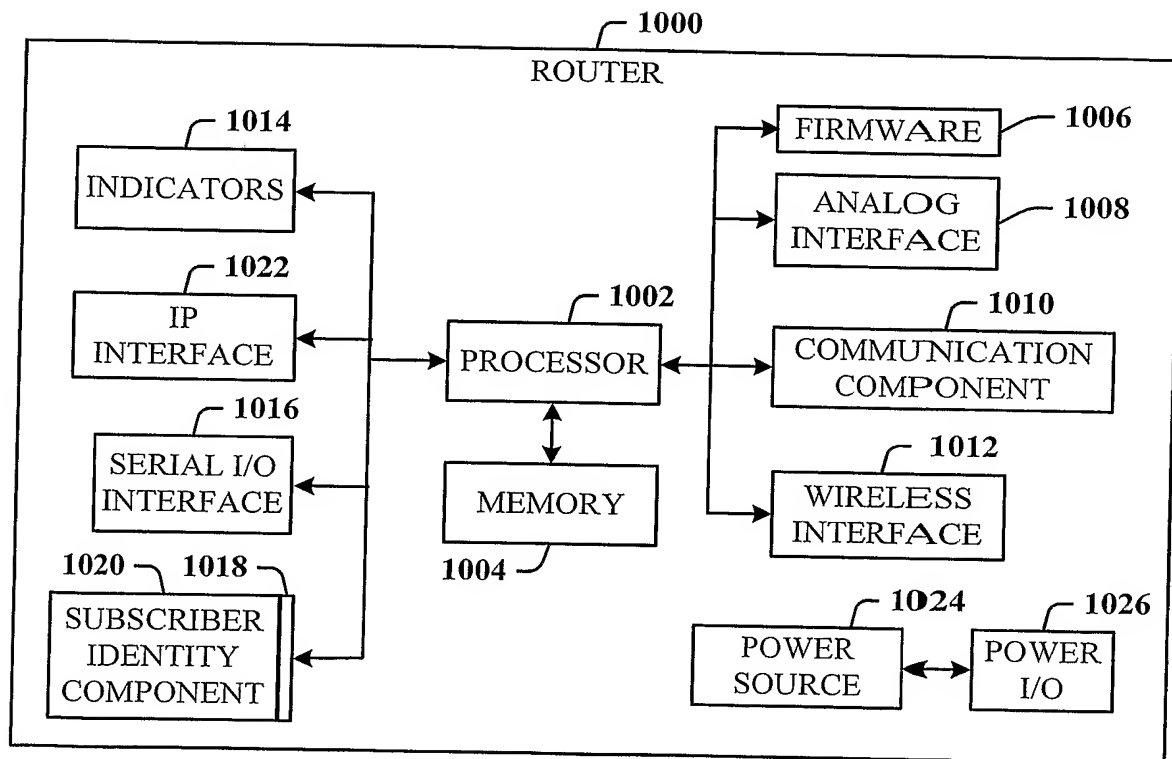 1000
ROUTER
1014
INDICATORS
1022
IP
INTERFACE
1016
SERIAL I/O
INTERFACE
1020
1018
SUBSCRIBER
IDENTITY
COMPONENT
1002
PROCESSOR
MEMORY
1004
FIRMWARE
1006
ANALOG
INTERFACE
1008
1010
COMMUNICATION
COMPONENT
1012
WIRELESS
INTERFACE
1024
POWER
SOURCE
1026
POWER
I/O